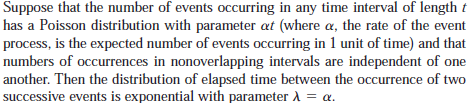 Suppose that the number of events occurring in any time interval of length t
has a Poisson distribution with parameter αt (where α, the rate of the event
process, is the expected number of events occurring in 1 unit of time) and that
numbers of occurrences in nonoverlapping intervals are independent of one
another. Then the distribution of elapsed time between the occurrence of two
successive events is exponential with parameter λ = α.